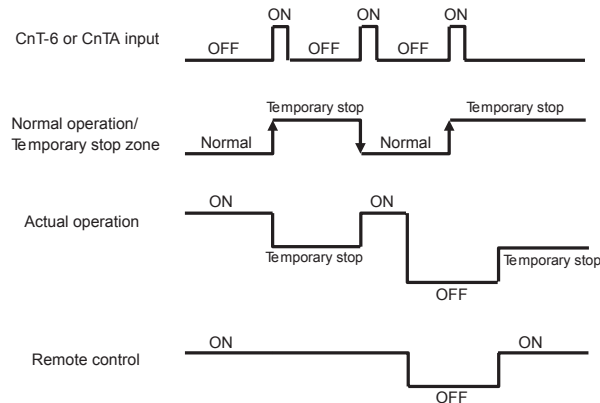 ON ON ON
CnT-6 or CnTA input
OFF OFF OFF
Temporary stop Temporary stop
Normal operation/
Temporary stop zone
Normal Normal
ON ON
Actual operation
Temporary stop Temporary stop
OFF
ON ON
Remote control
OFF